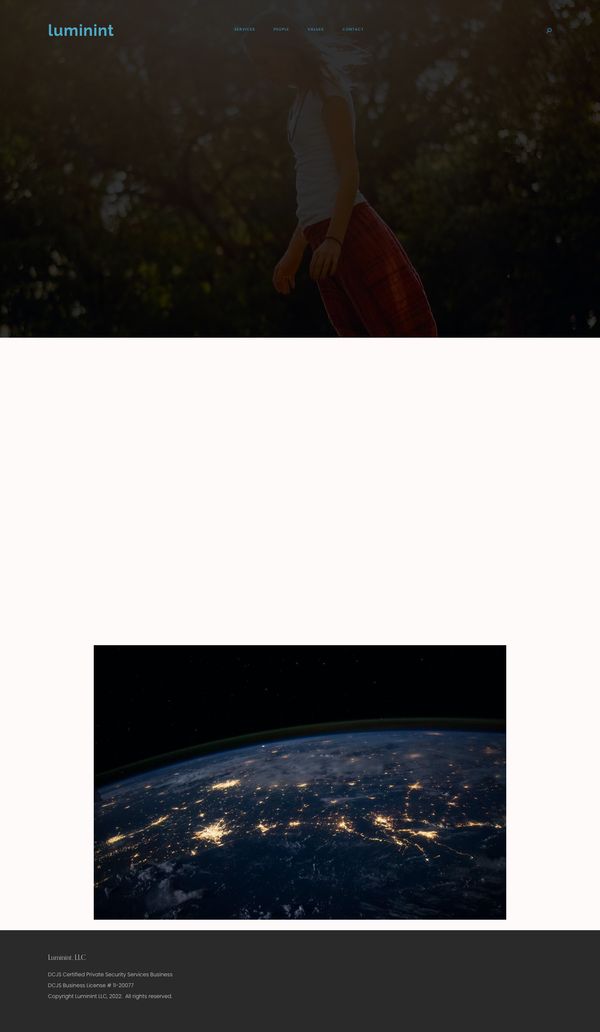 luminint
SERVICES PEOPLE VALUES CONTACT
Luminint, LLC
DCJS Certified Private Security Services Business
DCJS Business License # 11-20077
Copyright Luminint LLC, 2022. All rights reserved.